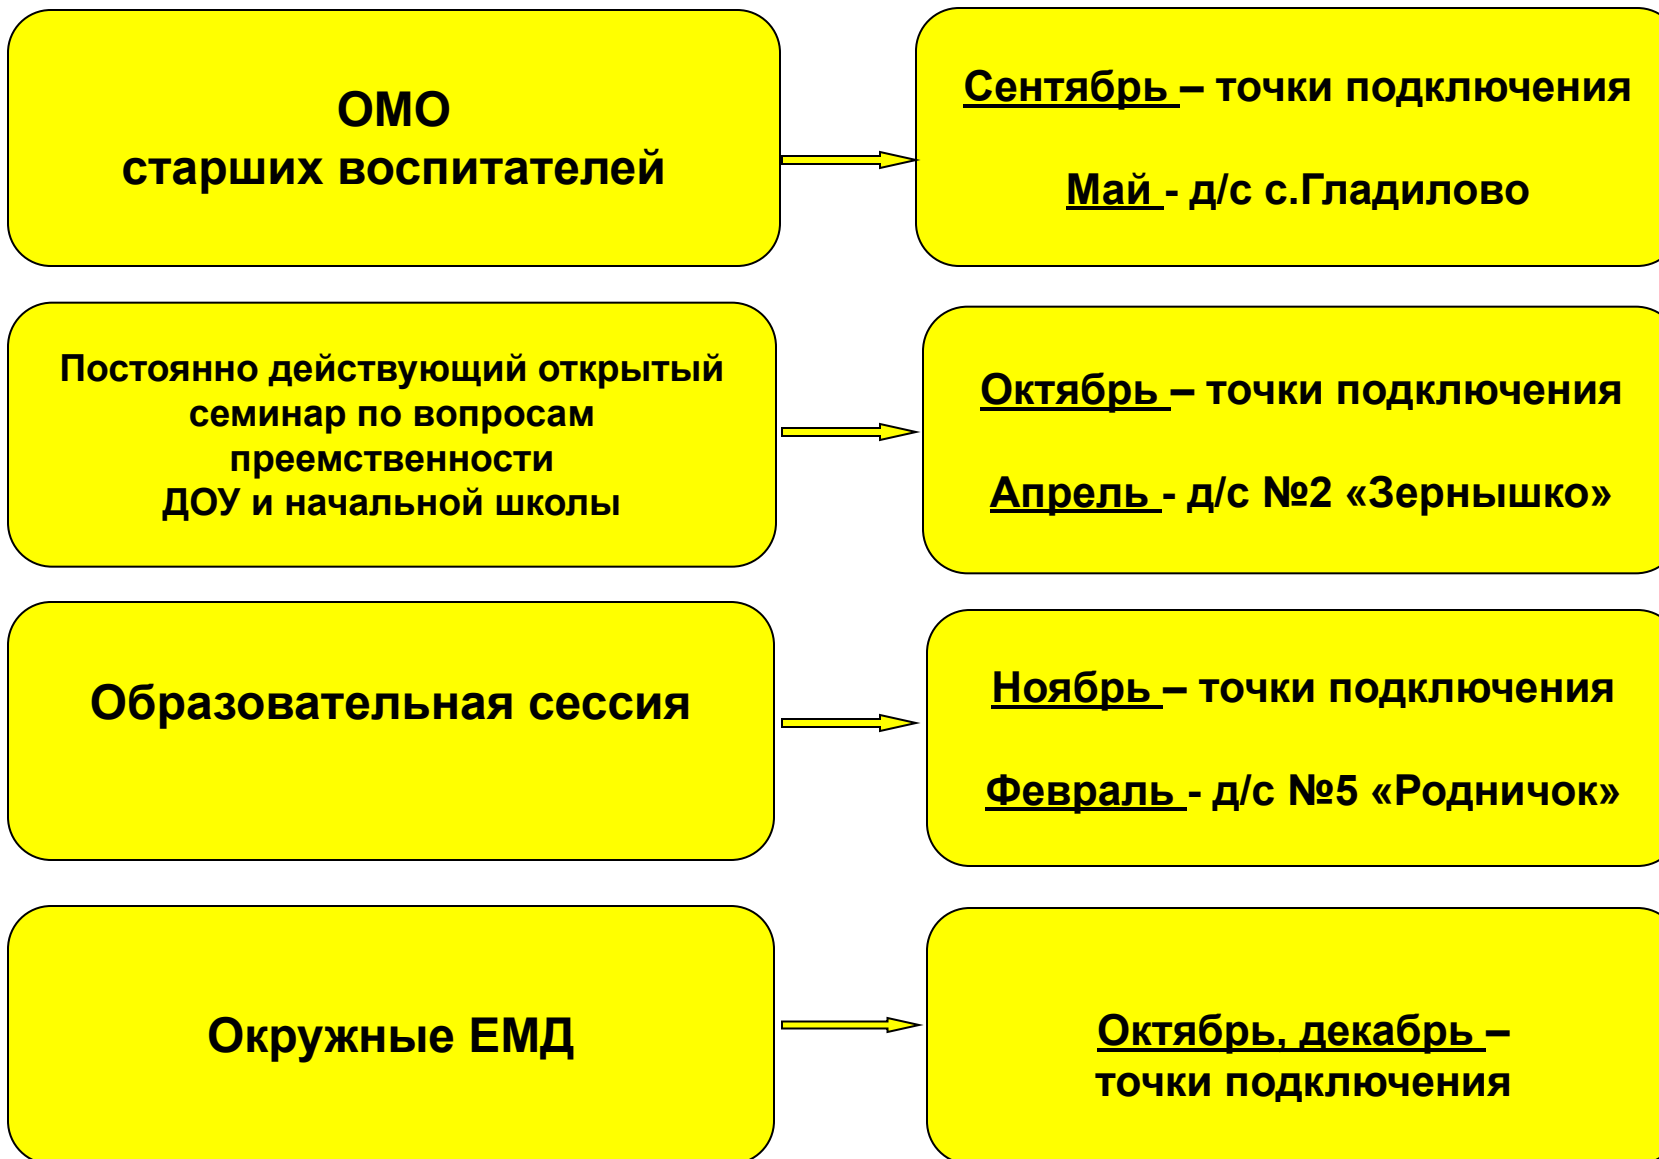 ОМО
старших воспитателей
Сентябрь – точки подключения
Май - д/с с.Гладилово
Постоянно действующий открытый
семинар по вопросам
преемственности
ДОУ и начальной школы
Октябрь – точки подключения
Апрель - д/с №2 «Зернышко»
Образовательная сессия
Ноябрь – точки подключения
Февраль - д/с №5 «Родничок»
Окружные ЕМД
Октябрь, декабрь –
точки подключения